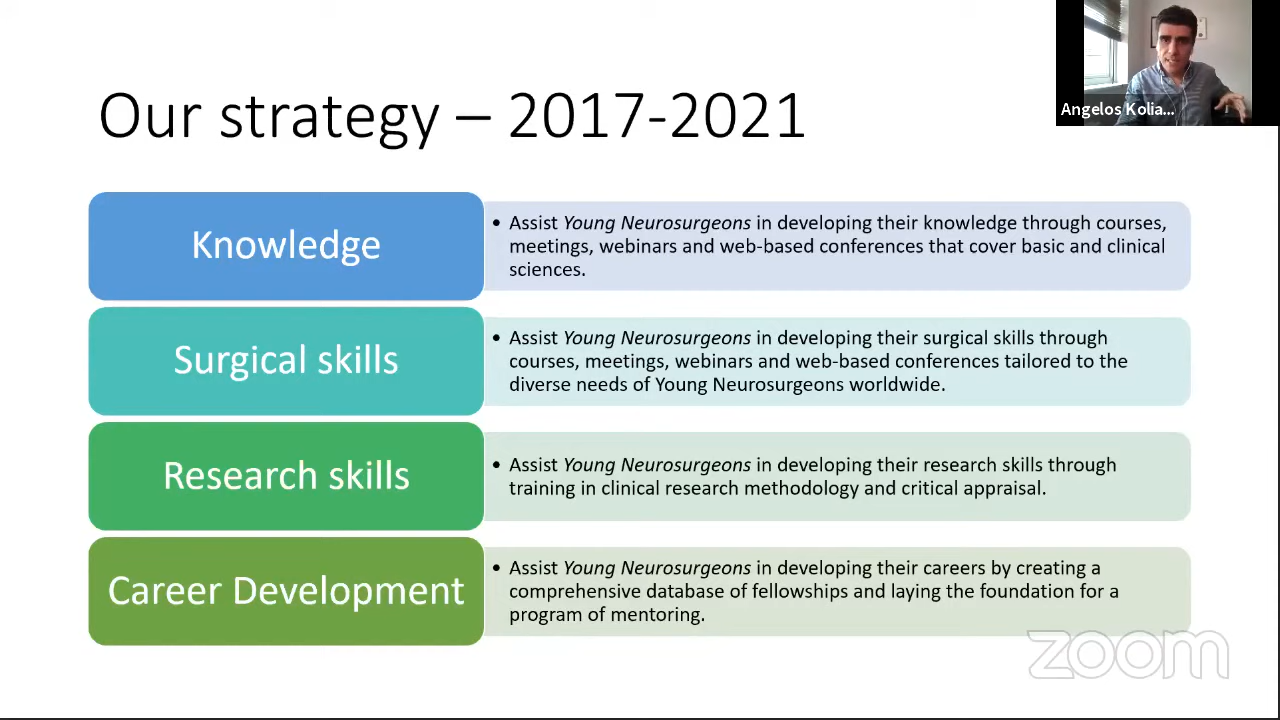 Angelos Kolia...
Our strategy – 2017-2021
Knowledge
• Assist Young Neurosurgeons in developing their knowledge through courses,
meetings, webinars and web-based conferences that cover basic and clinical
sciences.
Surgical skills
• Assist Young Neurosurgeons in developing their surgical skills through
courses, meetings, webinars and web-based conferences tailored to the
diverse needs of Young Neurosurgeons worldwide.
Research skills
• Assist Young Neurosurgeons in developing their research skills through
training in clinical research methodology and critical appraisal.
Career Development
• Assist Young Neurosurgeons in developing their careers by creating a
comprehensive database of fellowships and laying the foundation for a
program of mentoring.
zoom